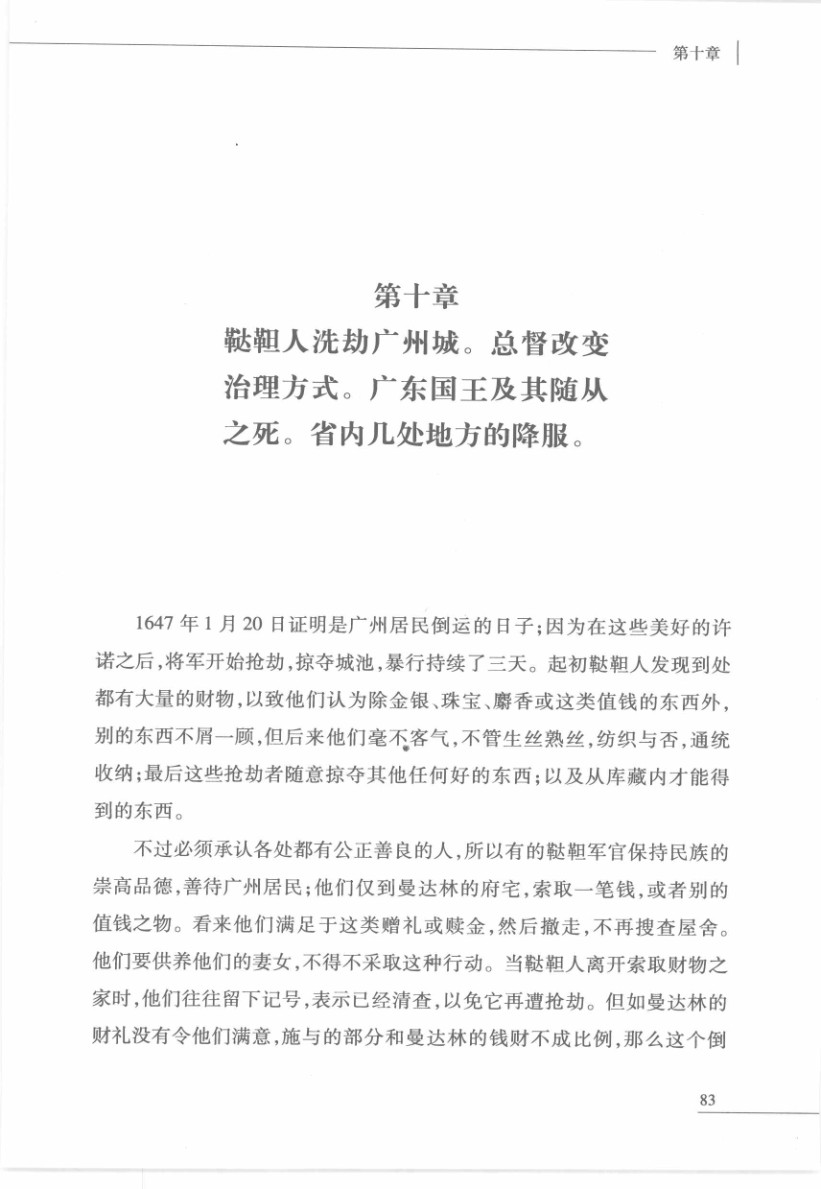 第十章
第十章
鞑靼人洗劫广州城。总督改变
治理方式。广东国王及其随从
之死。省内几处地方的降服。
1647 年 1 月 20 日证明是广州居民倒运的日子;因为在这些美好的许
诺之后,将军开始抢劫,掠夺城池,暴行持续了三天。起初鞑靼人发现到处
都有大量的财物,以致他们认为除金银、珠宝、麝香或这类值钱的东西外,
别的东西不屑一顾,但后来他们毫不客气,不管生丝熟丝,纺织与否,通统
收纳;最后这些抢劫者随意掠夺其他任何好的东西;以及从库藏内才能得
到的东西。
不过必须承认各处都有公正善良的人,所以有的鞑靼军官保持民族的
崇高品德,善待广州居民;他们仅到曼达林的府宅,索取一笔钱,或者别的
值钱之物。看来他们满足于这类赠礼或赎金,然后撤走,不再搜查屋舍。
他们要供养他们的妻女,不得不采取这种行动。当鞑靼人离开索取财物之
家时,他们往往留下记号,表示已经清查,以免它再遭抢劫。但如曼达林的
财礼没有令他们满意,施与的部分和曼达林的钱财不成比例,那么这个倒
83